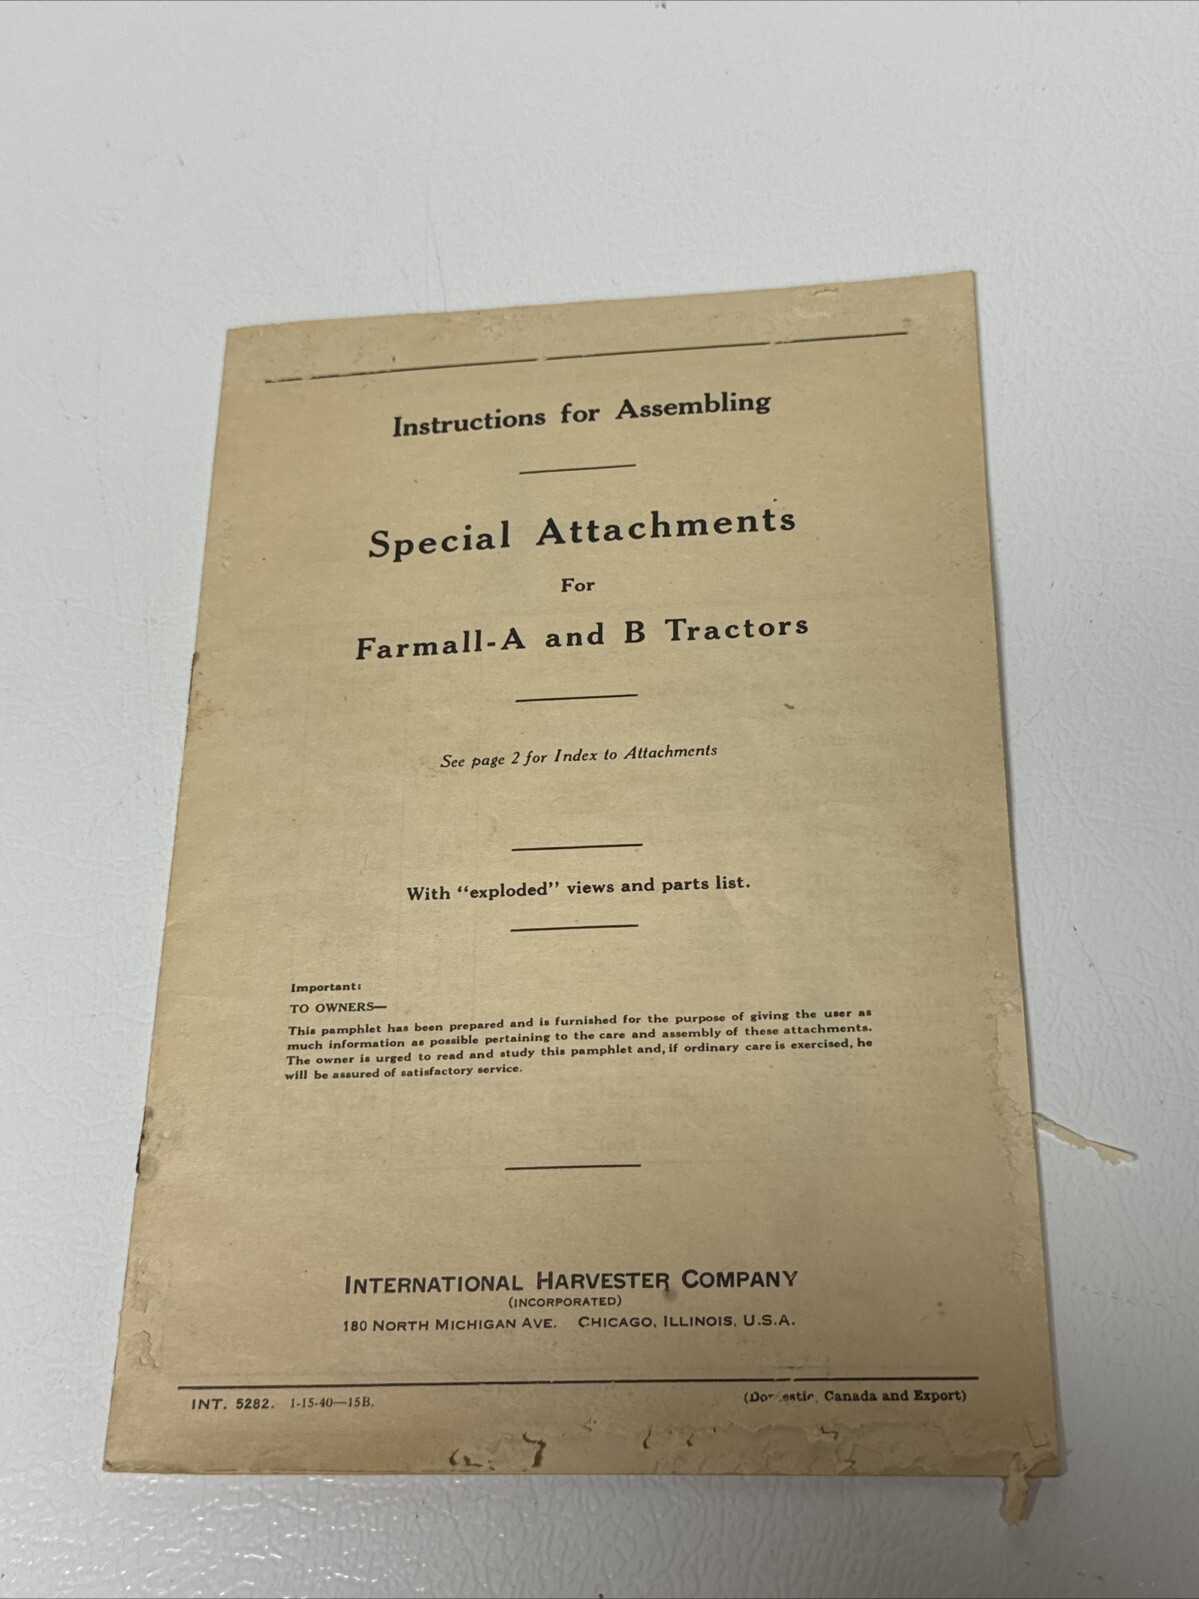 Instructions for Assembling
Special Attachments
For
Farmall-A and B Tractors
See page 2 for Index to Attachments
With "exploded" views and parts list.
Important:
TO OWNERS—
This pamphlet has been prepared and is furnished for the purpose of giving the user as
much information as possible pertaining to the care and assembly of these attachments.
The owner is urged to read and study this pamphlet and, if ordinary care is exercised, he
will be assured of satisfactory service.
INTERNATIONAL HARVESTER COMPANY
(INCORPORATED)
180 NORTH MICHIGAN AVE. CHICAGO, ILLINOIS, U.S.A.
INT. 5282. 1-15-40—15B. (Domestic, Canada and Export)